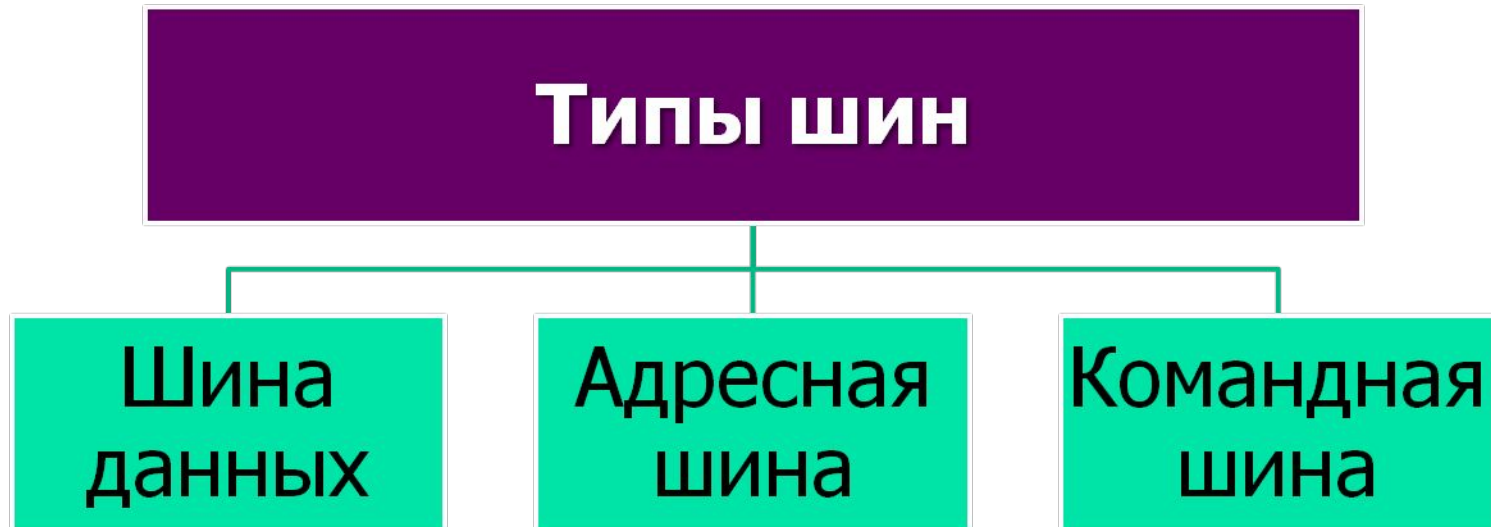 Типы шин
Шина
данных
Адресная
шина
Командная
шина